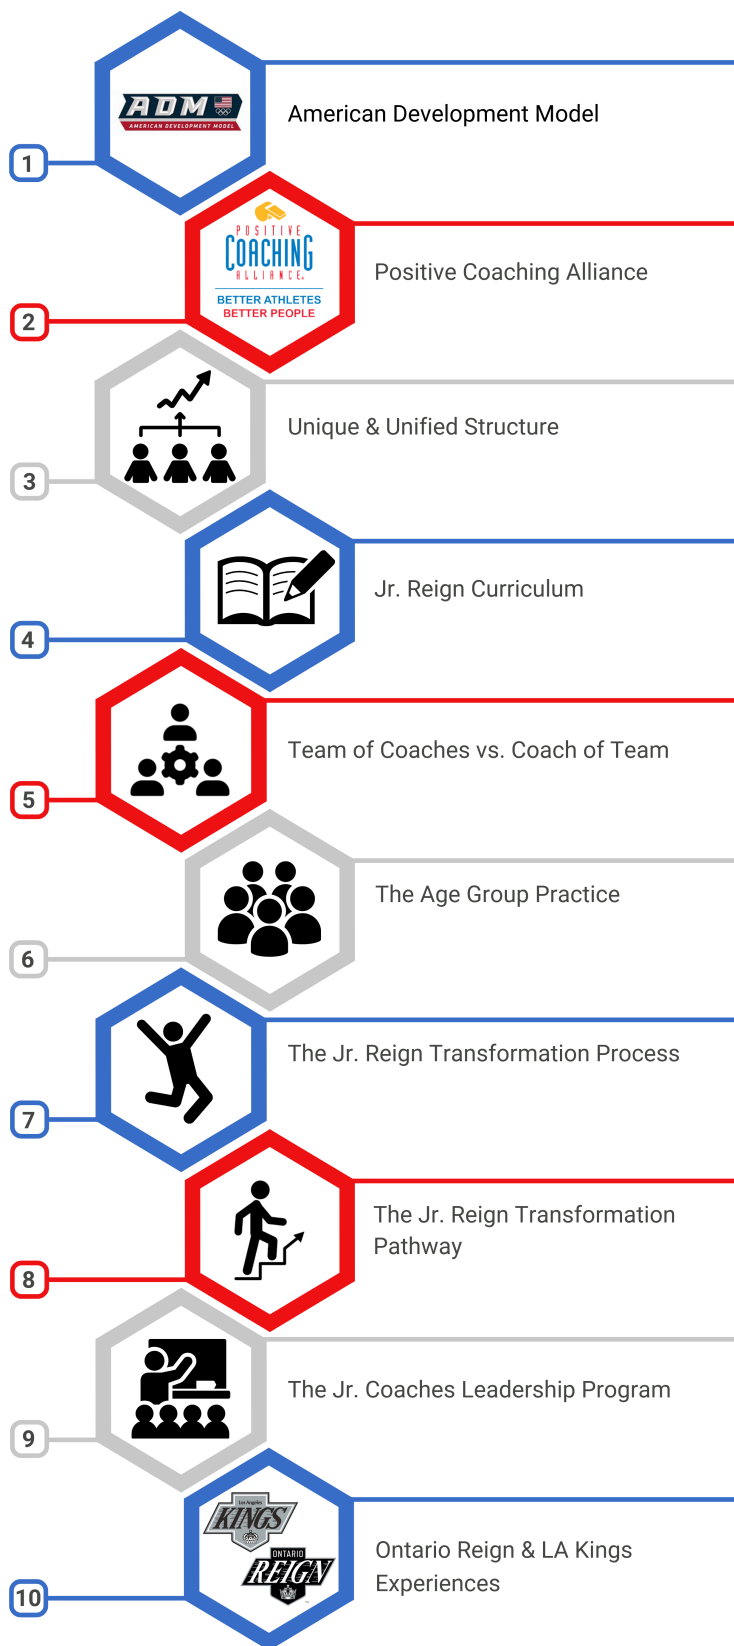 ADM
AMERICAN DEVELOPMENT MODEL
American Development Model
1
POSITIVE
COACHING
ALLIANCE
BETTER ATHLETES
BETTER PEOPLE
Positive Coaching Alliance
2
Unique & Unified Structure
3
Jr. Reign Curriculum
4
Team of Coaches vs. Coach of Team
5
The Age Group Practice
6
The Jr. Reign Transformation Process
7
The Jr. Reign Transformation
Pathway
8
The Jr. Coaches Leadership Program
9
Los Angeles
KINGS
ONTARIO
REIGN
Ontario Reign & LA Kings
Experiences
10